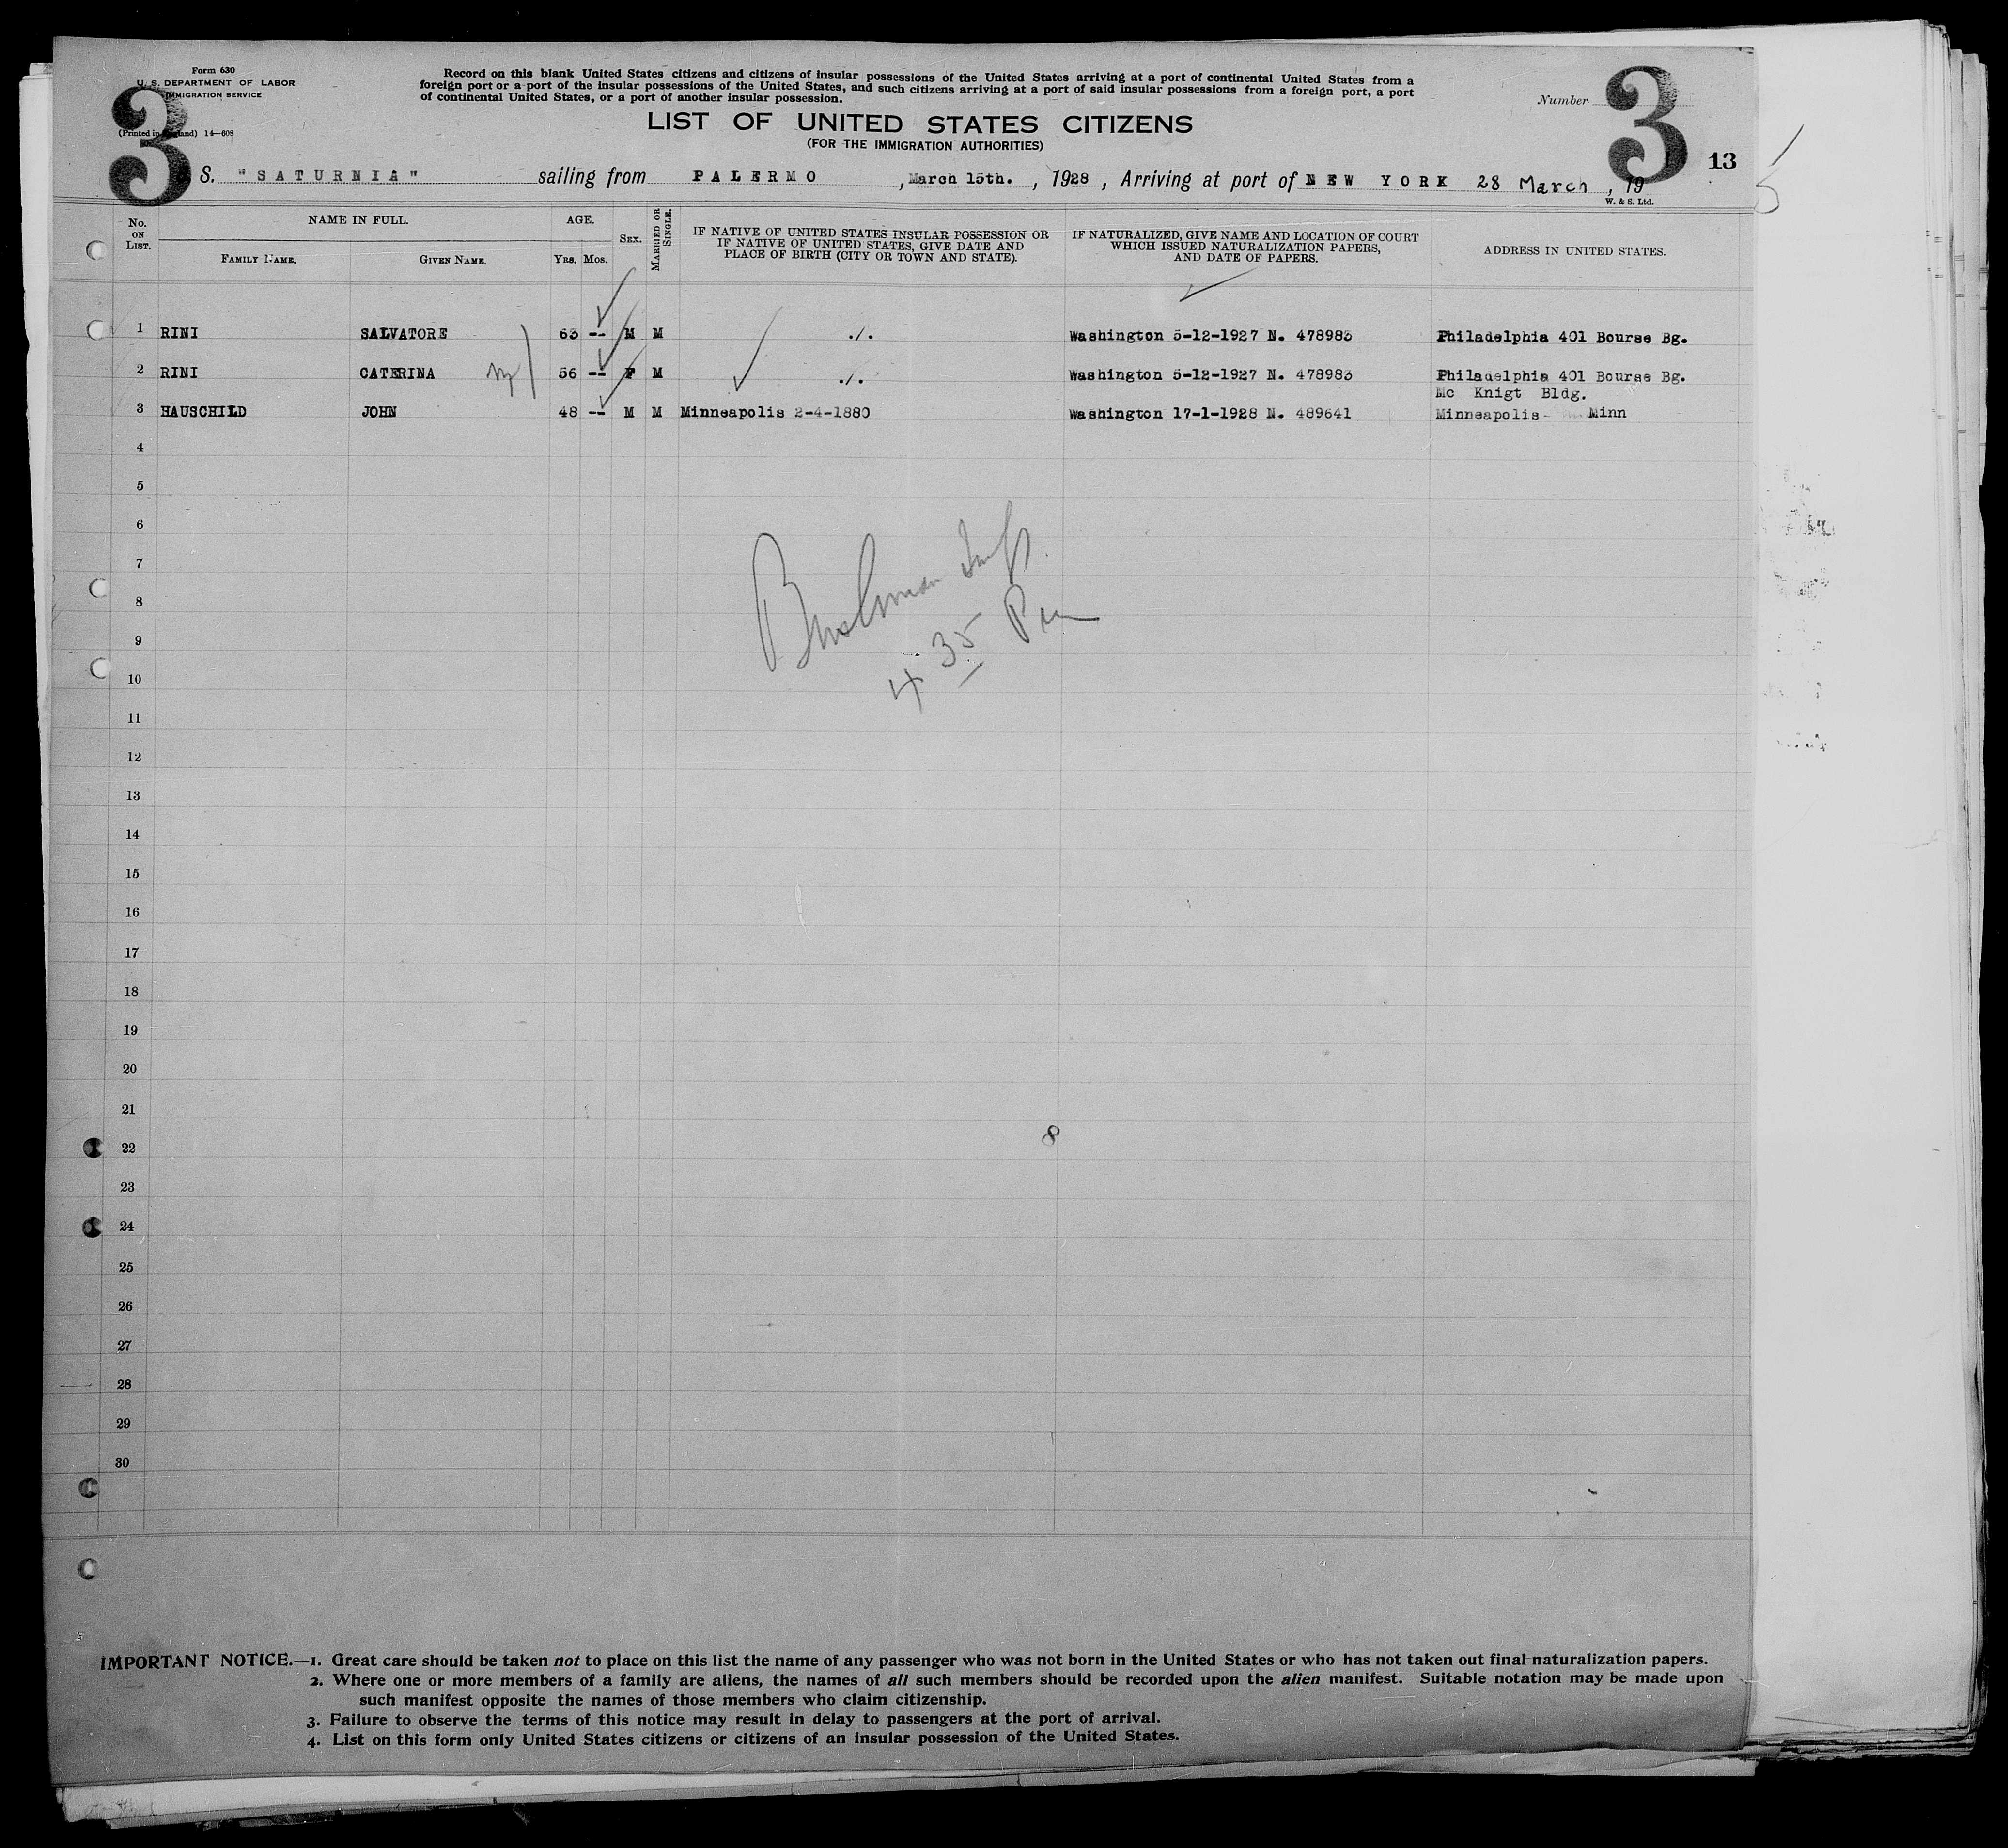 Form 630
U. S. DEPARTMENT OF LABOR
IMMIGRATION SERVICE
(Printed in England) 14—608
3
Record on this blank United States citizens and citizens of insular possessions of the United States arriving at a port of continental United States from a
foreign port or a port of the insular possessions of the United States, and such citizens arriving at a port of said insular possessions from a foreign port, a port
of continental United States, or a port of another insular possession.
LIST OF UNITED STATES CITIZENS
(FOR THE IMMIGRATION AUTHORITIES)
Number 3
13
S. "SATURNIA" sailing from PALERMO, March 15th., 1928, Arriving at port of NEW YORK 28 March, 19
W. & S. Ltd.
No. ON LIST.
NAME IN FULL.
FAMILY NAME.
GIVEN NAME.
AGE.
Yrs. Mos.
SEX.
MARRIED OR SINGLE.
IF NATIVE OF UNITED STATES INSULAR POSSESSION OR
IF NATIVE OF UNITED STATES, GIVE DATE AND
PLACE OF BIRTH (CITY OR TOWN AND STATE).
IF NATURALIZED, GIVE NAME AND LOCATION OF COURT
WHICH ISSUED NATURALIZATION PAPERS,
AND DATE OF PAPERS.
ADDRESS IN UNITED STATES.
1 RINI SALVATORE 63 -- M M ./. Washington 5-12-1927 N. 478983 Philadelphia 401 Bourse Bg.
2 RINI CATERINA 56 -- F M ./. Washington 5-12-1927 N. 478983 Philadelphia 401 Bourse Bg.
Mc Knigt Bldg.
3 HAUSCHILD JOHN 48 -- M M Minneapolis 2-4-1880 Washington 17-1-1928 N. 489641 Minneapolis - Minn
4
5
6
7
8
9
4 35 Pm
10
11
12
13
14
15
16
17
18
19
20
21
8
22
23
24
25
26
27
28
29
30
IMPORTANT NOTICE.—1. Great care should be taken not to place on this list the name of any passenger who was not born in the United States or who has not taken out final naturalization papers.
2. Where one or more members of a family are aliens, the names of all such members should be recorded upon the alien manifest. Suitable notation may be made upon
such manifest opposite the names of those members who claim citizenship.
3. Failure to observe the terms of this notice may result in delay to passengers at the port of arrival.
4. List on this form only United States citizens or citizens of an insular possession of the United States.